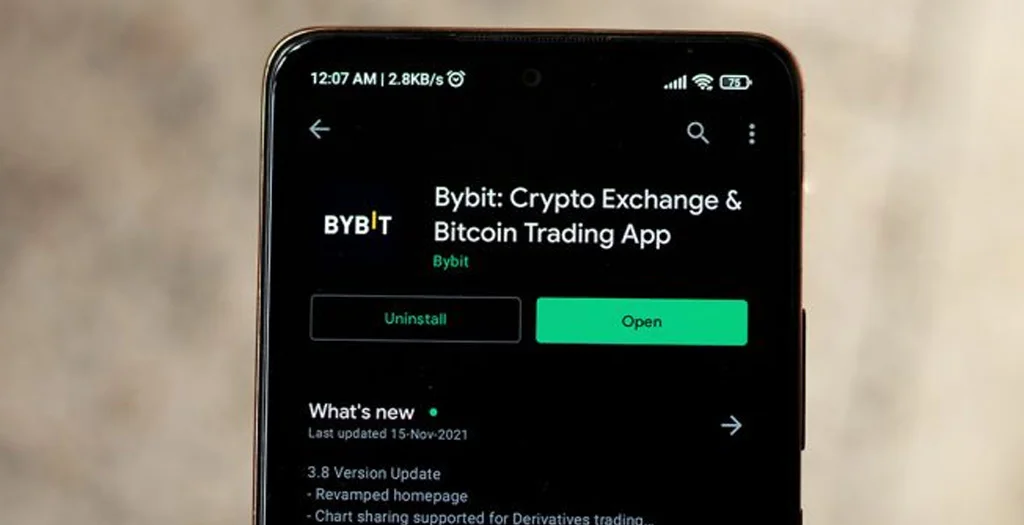 12:07 AM | 2.8KB/s
75
BYBIT
Bybit: Crypto Exchange &
Bitcoin Trading App
Bybit
Uninstall
Open
What's new
Last updated 15-Nov-2021
3.8 Version Update
- Revamped homepage
- Chart sharing supported for Derivatives trading...